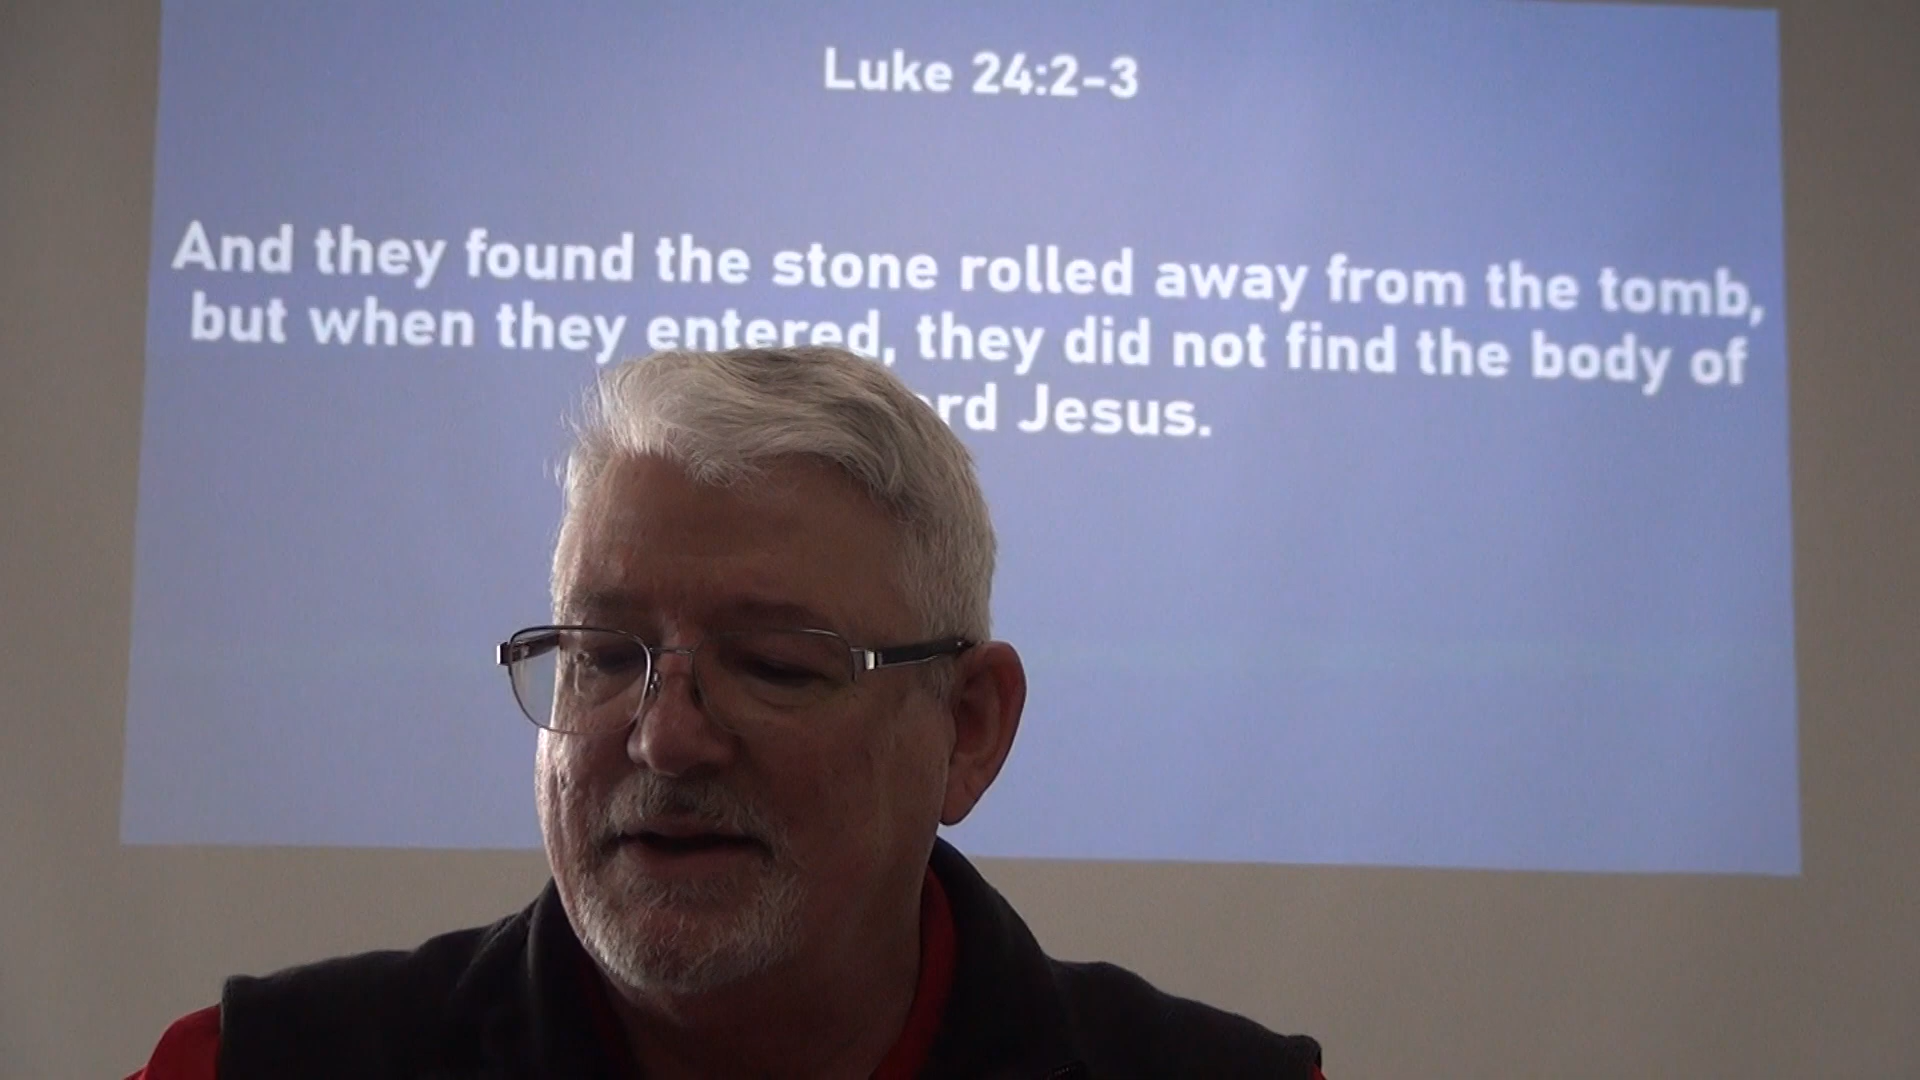 Luke 24:2-3
And they found the stone rolled away from the tomb,
but when they entered, they did not find the body of
Jesus.